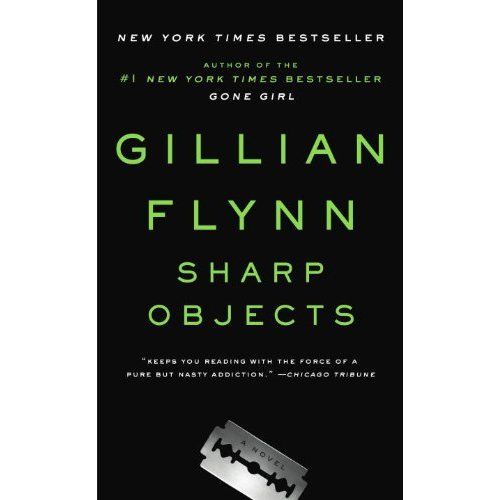 NEW YORK TIMES BESTSELLER
AUTHOR OF THE
#1 NEW YORK TIMES BESTSELLER
GONE GIRL
GILLIAN
FLYNN
SHARP
OBJECTS
"KEEPS YOU READING WITH THE FORCE OF A
PURE BUT NASTY ADDICTION." —CHICAGO TRIBUNE
A NOVEL